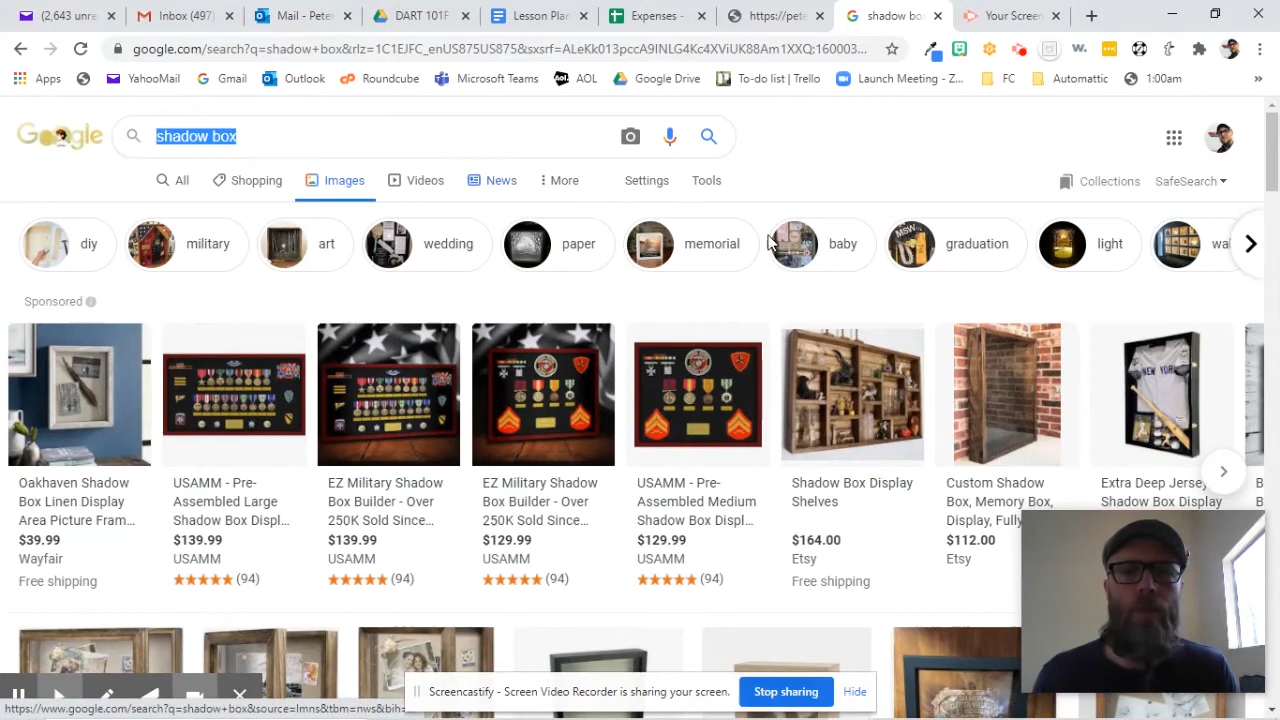 (2,643 unre
Inbox (497)
Mail - Peter
DART 101F
Lesson Plan
Expenses -
https://pete
shadow box
Your Screen
google.com/search?q=shadow+box&rlz=1C1EJFC_enUS875US875&sxsrf=ALeKk013pccA9INLG4Kc4XViUK88Am1XXQ:160003...
Apps
YahooMail
Gmail
Outlook
Roundcube
Microsoft Teams
Aol.
AOL
Google Drive
To-do list | Trello
Launch Meeting - Z...
FC
Automattic
1:00am
»
Google
shadow box
All
Shopping
Images
Videos
News
More
Settings
Tools
Collections
SafeSearch
diy
military
art
wedding
paper
memorial
baby
MSW
graduation
light
wa
Sponsored
NEW YORK
Oakhaven Shadow
Box Linen Display
Area Picture Fram...
$39.99
Wayfair
Free shipping
USAMM - Pre-
Assembled Large
Shadow Box Displ...
$139.99
USAMM
(94)
EZ Military Shadow
Box Builder - Over
250K Sold Since...
$139.99
USAMM
(94)
EZ Military Shadow
Box Builder - Over
250K Sold Since...
$129.99
USAMM
(94)
USAMM - Pre-
Assembled Medium
Shadow Box Displ...
$129.99
USAMM
(94)
Shadow Box Display
Shelves
$164.00
Etsy
Free shipping
Custom Shadow
Box, Memory Box,
Display, Fully
$112.00
Etsy
Extra Deep Jersey
Shadow Box Display
B
Screencastify - Screen Video Recorder is sharing your screen.
Stop sharing
Hide
https://www.google.com/search?q=shadow+box&source=lmns&tbm=nws&bih=